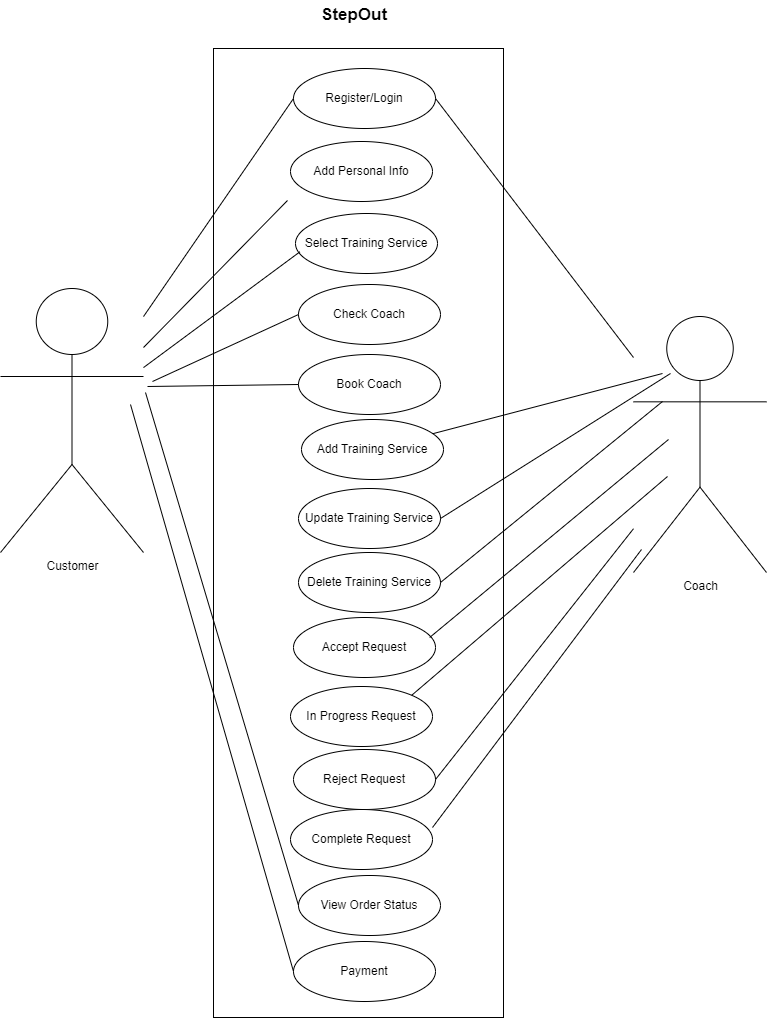 StepOut
Register/Login
Add Personal Info
Select Training Service
Check Coach
Book Coach
Add Training Service
Update Training Service
Delete Training Service
Customer
Coach
Accept Request
In Progress Request
Reject Request
Complete Request
View Order Status
Payment